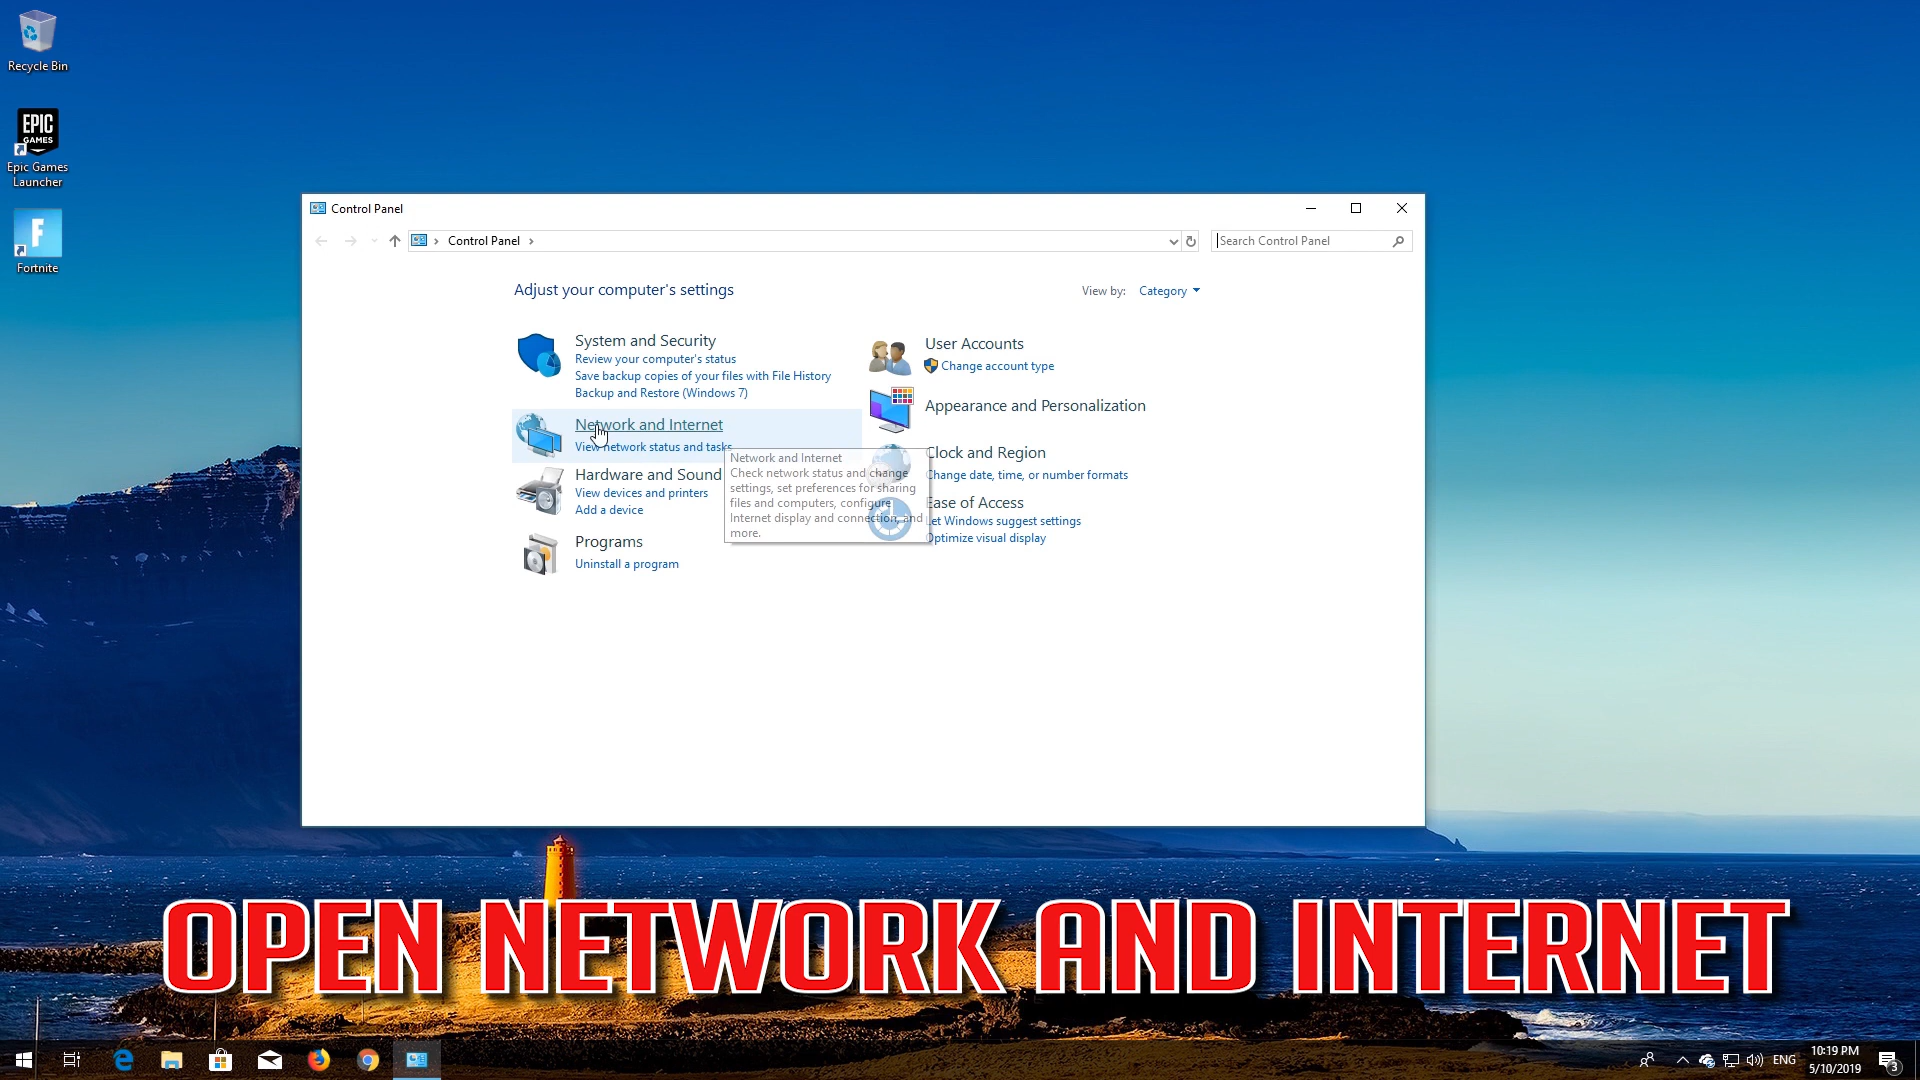 Recycle Bin
EPIC
GAMES
Epic Games
Launcher
F
Fortnite
Control Panel
Control Panel
Search Control Panel
Adjust your computer's settings
View by: Category
System and Security
Review your computer's status
Save backup copies of your files with File History
Backup and Restore (Windows 7)
Network and Internet
View network status and tasks
Hardware and Sound
View devices and printers
Add a device
Programs
Uninstall a program
User Accounts
Change account type
Appearance and Personalization
Clock and Region
Change date, time, or number formats
Ease of Access
Let Windows suggest settings
Optimize visual display
Network and Internet
Check network status and change
settings, set preferences for sharing
files and computers, configure
Internet display and connection, and
more.
OPEN NETWORK AND INTERNET
ENG
10:19 PM
5/10/2019
3